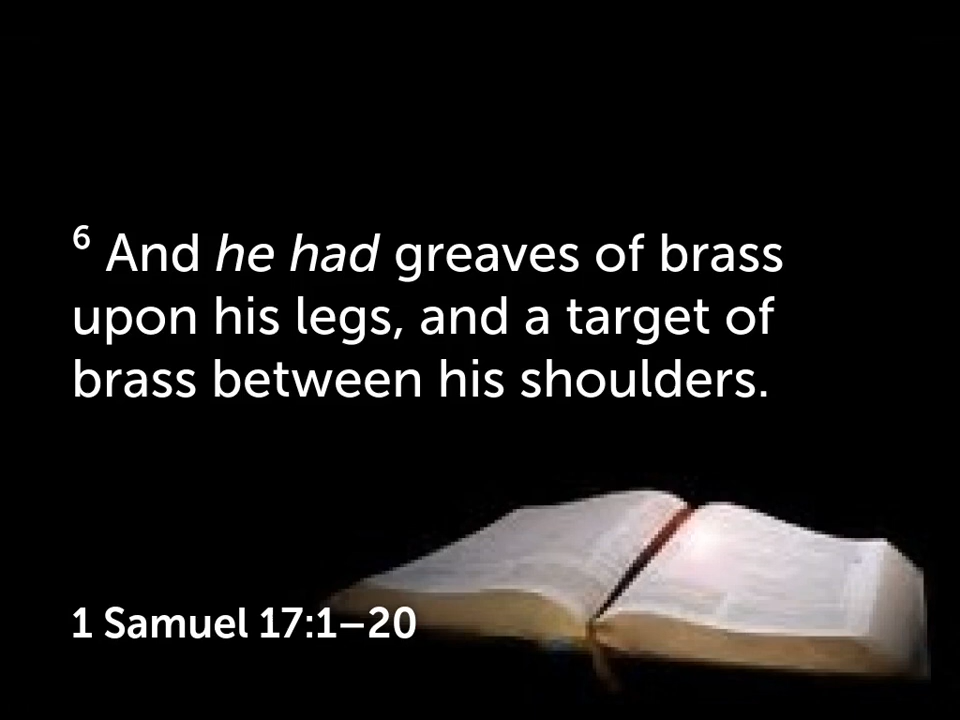 6 And he had greaves of brass
upon his legs, and a target of
brass between his shoulders.
1 Samuel 17:1–20